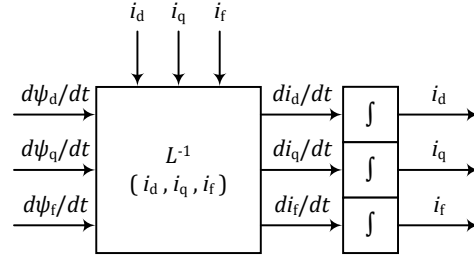 i_d i_q i_f
dψ_d/dt di_d/dt ∫ i_d
L^-1
dψ_q/dt di_q/dt ∫ i_q
( i_d , i_q , i_f )
dψ_f/dt di_f/dt ∫ i_f